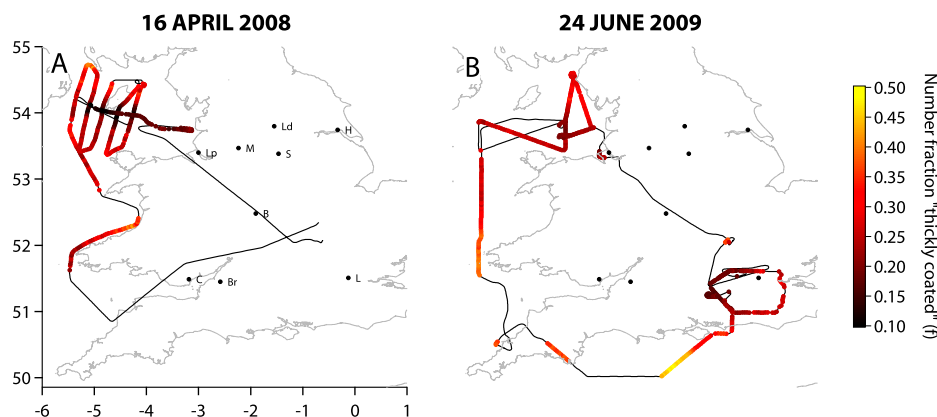 16 APRIL 2008
24 JUNE 2009
A
B
55
54
53
52
51
50
-6 -5 -4 -3 -2 -1 0 1
Ld
H
Lp
M
S
B
C
Br
L
0.50
0.45
0.40
0.35
0.30
0.25
0.20
0.15
0.10
Number fraction "thickly coated" (f)